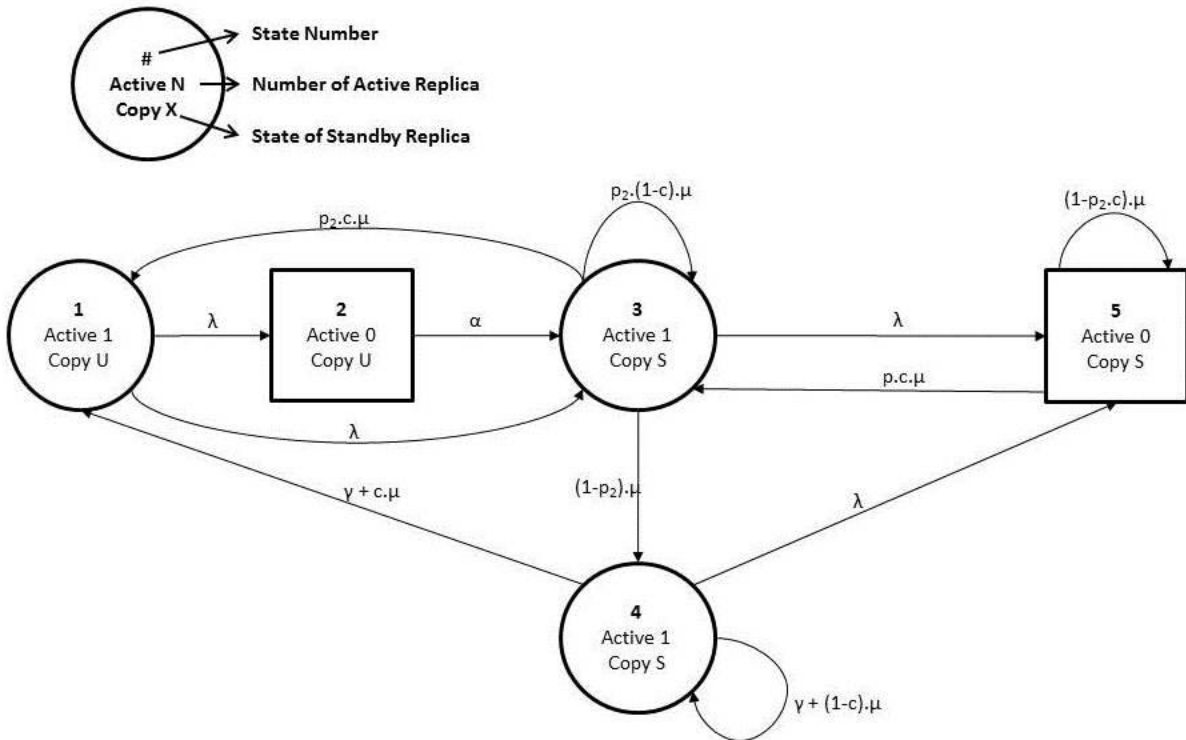 #
Active N
Copy X
State Number
Number of Active Replica
State of Standby Replica
p₂.c.μ
p₂.(1-c).μ
(1-p₂.c).μ
1
Active 1
Copy U
λ
2
Active 0
Copy U
α
3
Active 1
Copy S
λ
p.c.μ
5
Active 0
Copy S
λ
γ + c.μ
(1-p₂).μ
λ
4
Active 1
Copy S
γ + (1-c).μ